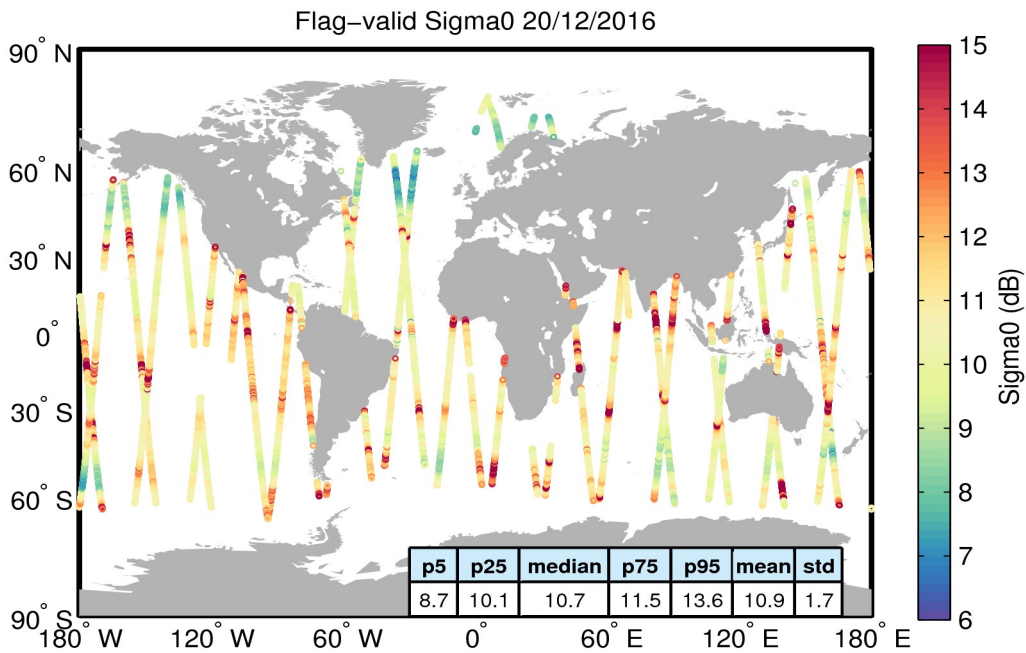 Flag−valid Sigma0 20/12/2016
90° N
60° N
30° N
0°
30° S
60° S
90° S
180° W
120° W
60° W
0°
60° E
120° E
180° E
p5 p25 median p75 p95 mean std
8.7 10.1 10.7 11.5 13.6 10.9 1.7
15
14
13
12
11
10
9
8
7
6
Sigma0 (dB)